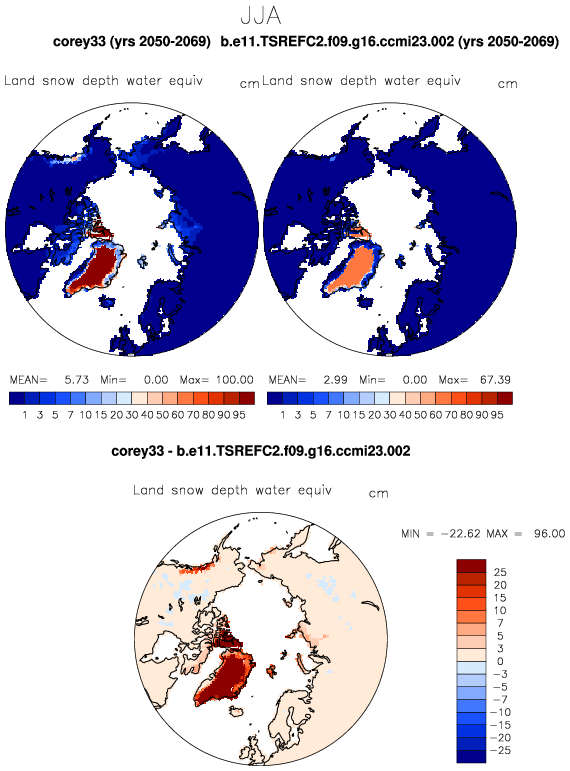 JJA
corey33 (yrs 2050-2069) b.e11.TSREFC2.f09.g16.ccmi23.002 (yrs 2050-2069)
Land snow depth water equiv cm Land snow depth water equiv cm
MEAN= 5.73 Min= 0.00 Max= 100.00 MEAN= 2.99 Min= 0.00 Max= 67.39
1 3 5 7 10 15 20 30 40 50 60 70 80 90 95 1 3 5 7 10 15 20 30 40 50 60 70 80 90 95
corey33 - b.e11.TSREFC2.f09.g16.ccmi23.002
Land snow depth water equiv cm
MIN = -22.62 MAX = 96.00
25
20
15
10
7
5
3
0
-3
-5
-7
-10
-15
-20
-25